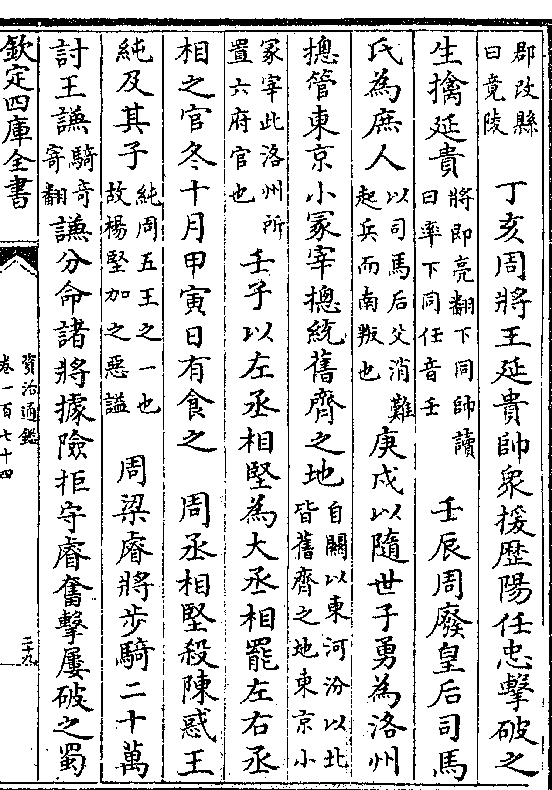 郡改縣曰竟陵 丁亥周將王延貴帥衆援歴陽任忠擊破之
生擒延貴將即亮翻下同帥讀曰率下同任音壬 壬辰周廢皇后司馬
氏為庶人以司馬后父消難起兵而南叛也 庚戌以隨世子勇為洛州
摠管東京小冢宰摠統舊齊之地自關以東河汾以北皆舊齊之地東京小
冢宰此洛州所置六府官也 壬子以左丞相堅為大丞相罷左右丞
相之官冬十月甲寅日有食之 周丞相堅殺陳惑王
純及其子純周五王之一也故楊堅加之惡諡 周梁睿將步騎二十萬
討王謙騎奇寄翻謙分命諸將據險拒守睿奮擊屢破之蜀
欽定四庫全書
資治通鑑
卷一百七十四
二十九